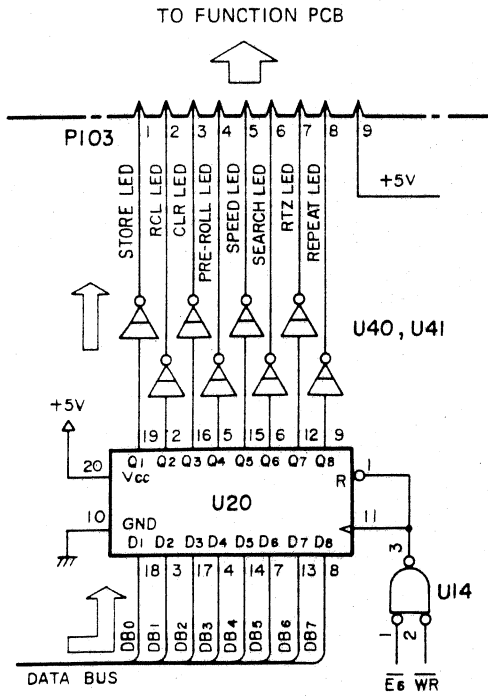 TO FUNCTION PCB
P103
1 2 3 4 5 6 7 8 9
+5V
STORE LED
RCL LED
CLR LED
PRE-ROLL LED
SPEED LED
SEARCH LED
RTZ LED
REPEAT LED
U40, U41
+5V
19 2 16 5 15 6 12 9
20
Q1 Q2 Q3 Q4 Q5 Q6 Q7 Q8
Vcc
R
1
U20
10
GND
11
D1 D2 D3 D4 D5 D6 D7 D8
18 3 17 4 14 7 13 8
3
U14
DB0
DB1
DB2
DB3
DB4
DB5
DB6
DB7
1 2
E6 WR
DATA BUS